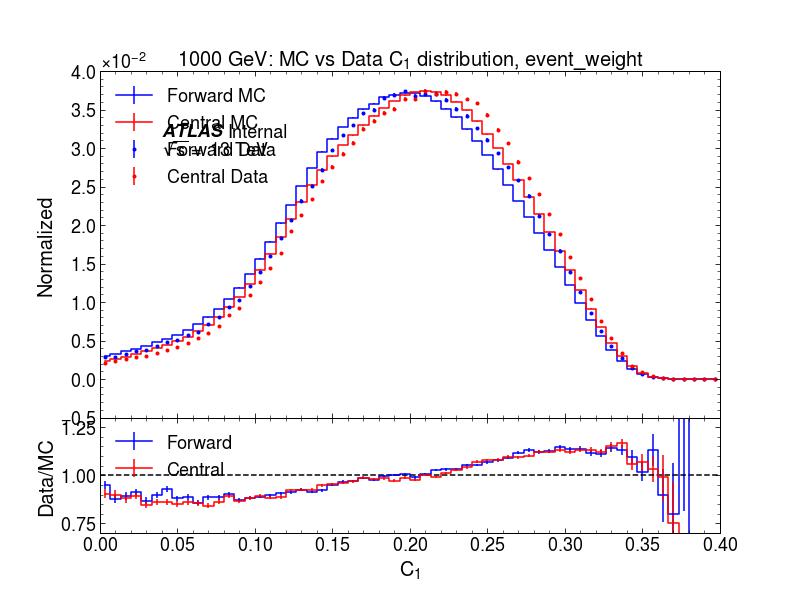 ×10⁻²
1000 GeV: MC vs Data C₁ distribution, event_weight
4.0
3.5
3.0
2.5
2.0
1.5
1.0
0.5
0.0
−0.5
Normalized
Forward MC
Central MC
ATLAS Internal
√s = 13 TeV
Forward Data
Central Data
1.25
1.00
0.75
Data/MC
Forward
Central
0.00 0.05 0.10 0.15 0.20 0.25 0.30 0.35 0.40
C₁